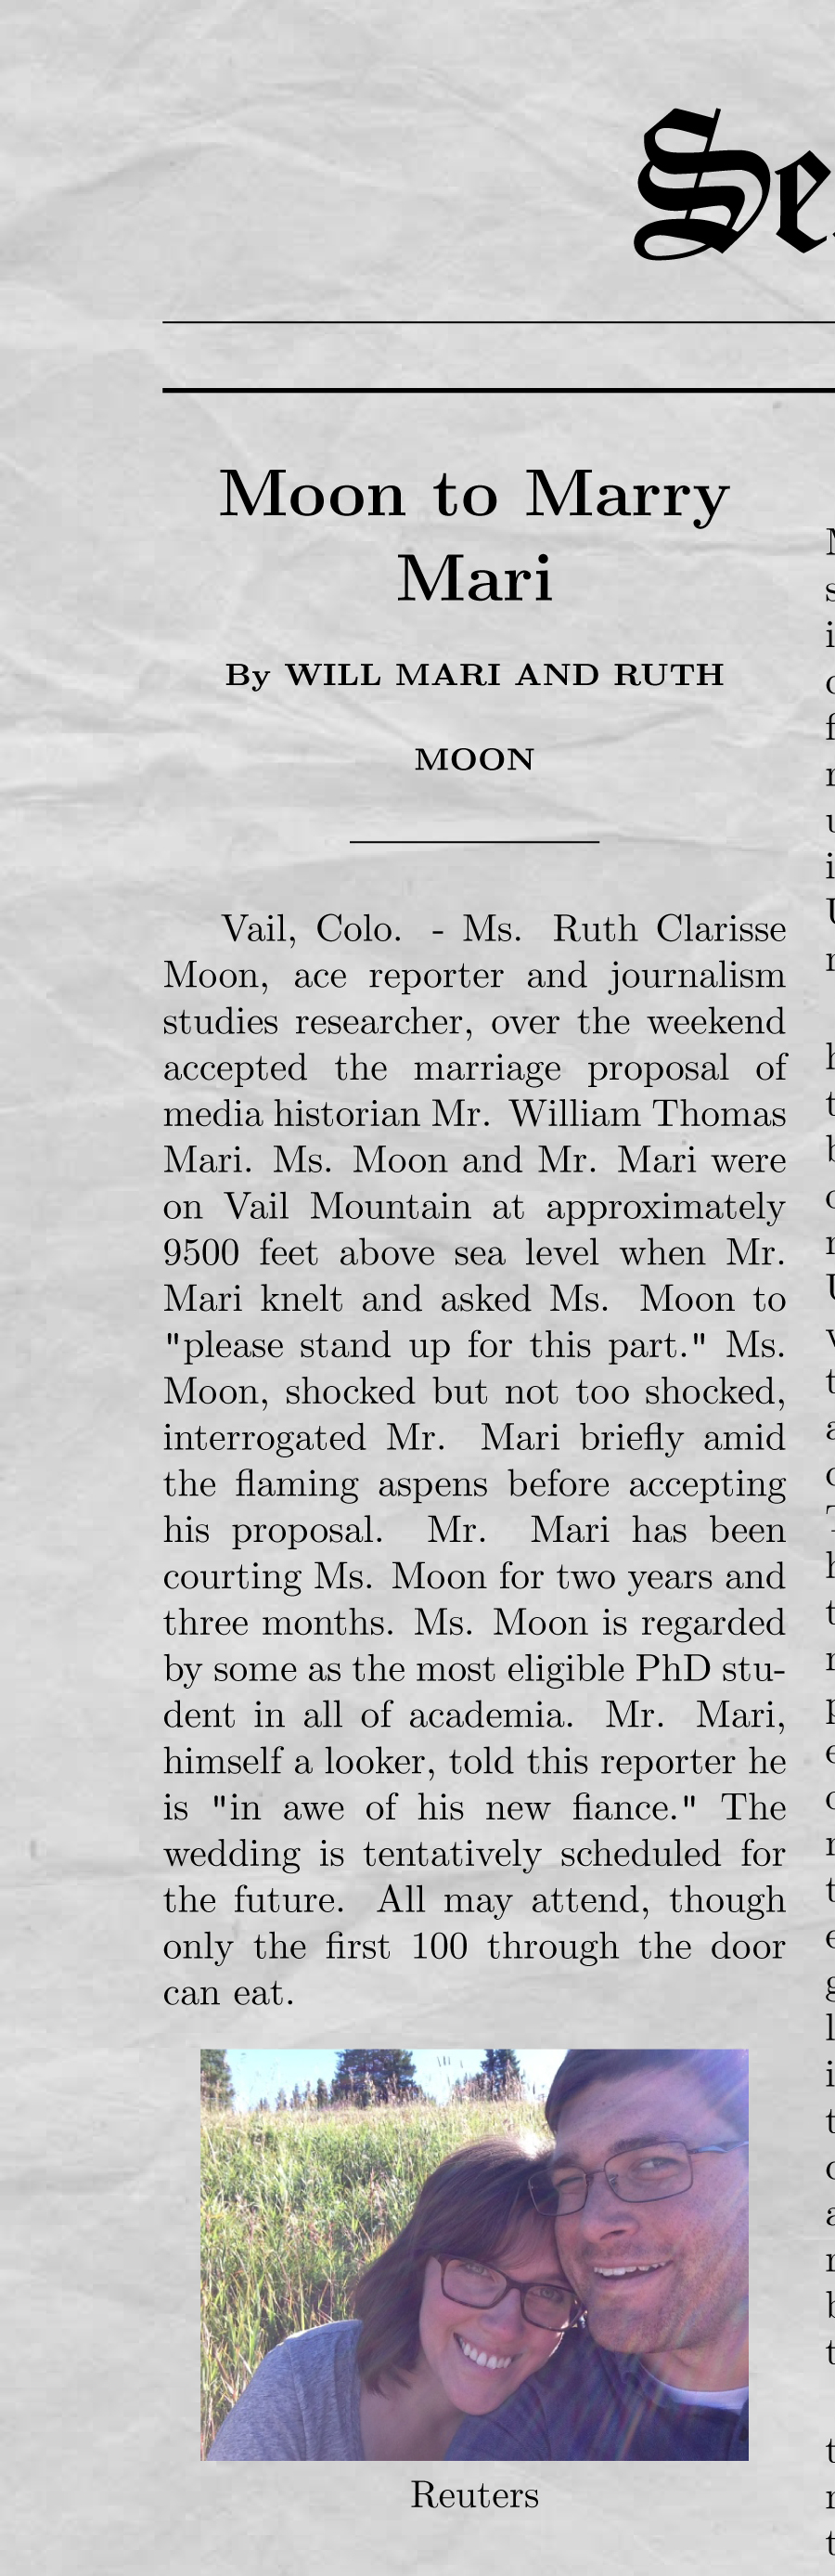 Moon to Marry
Mari
By WILL MARI AND RUTH
MOON
Vail, Colo. - Ms. Ruth Clarisse
Moon, ace reporter and journalism
studies researcher, over the weekend
accepted the marriage proposal of
media historian Mr. William Thomas
Mari. Ms. Moon and Mr. Mari were
on Vail Mountain at approximately
9500 feet above sea level when Mr.
Mari knelt and asked Ms. Moon to
"please stand up for this part." Ms.
Moon, shocked but not too shocked,
interrogated Mr. Mari briefly amid
the flaming aspens before accepting
his proposal. Mr. Mari has been
courting Ms. Moon for two years and
three months. Ms. Moon is regarded
by some as the most eligible PhD stu-
dent in all of academia. Mr. Mari,
himself a looker, told this reporter he
is "in awe of his new fiance." The
wedding is tentatively scheduled for
the future. All may attend, though
only the first 100 through the door
can eat.
Reuters